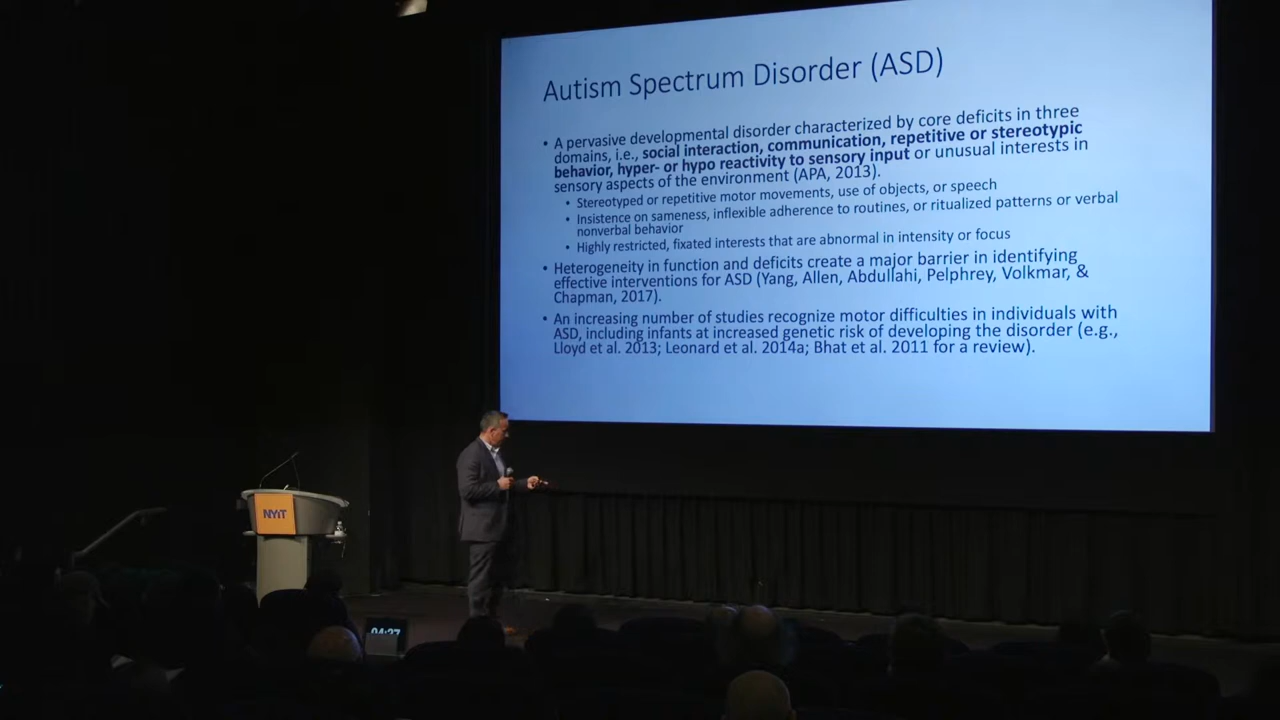 Autism Spectrum Disorder (ASD)
• A pervasive developmental disorder characterized by core deficits in three
domains, i.e., social interaction, communication, repetitive or stereotypic
behavior, hyper- or hypo reactivity to sensory input or unusual interests in
sensory aspects of the environment (APA, 2013).
• Stereotyped or repetitive motor movements, use of objects, or speech
• Insistence on sameness, inflexible adherence to routines, or ritualized patterns or verbal
nonverbal behavior
• Highly restricted, fixated interests that are abnormal in intensity or focus
• Heterogeneity in function and deficits create a major barrier in identifying
effective interventions for ASD (Yang, Allen, Abdullahi, Pelphrey, Volkmar, &
Chapman, 2017).
• An increasing number of studies recognize motor difficulties in individuals with
ASD, including infants at increased genetic risk of developing the disorder (e.g.,
Lloyd et al. 2013; Leonard et al. 2014a; Bhat et al. 2011 for a review).
NYiT
04:27